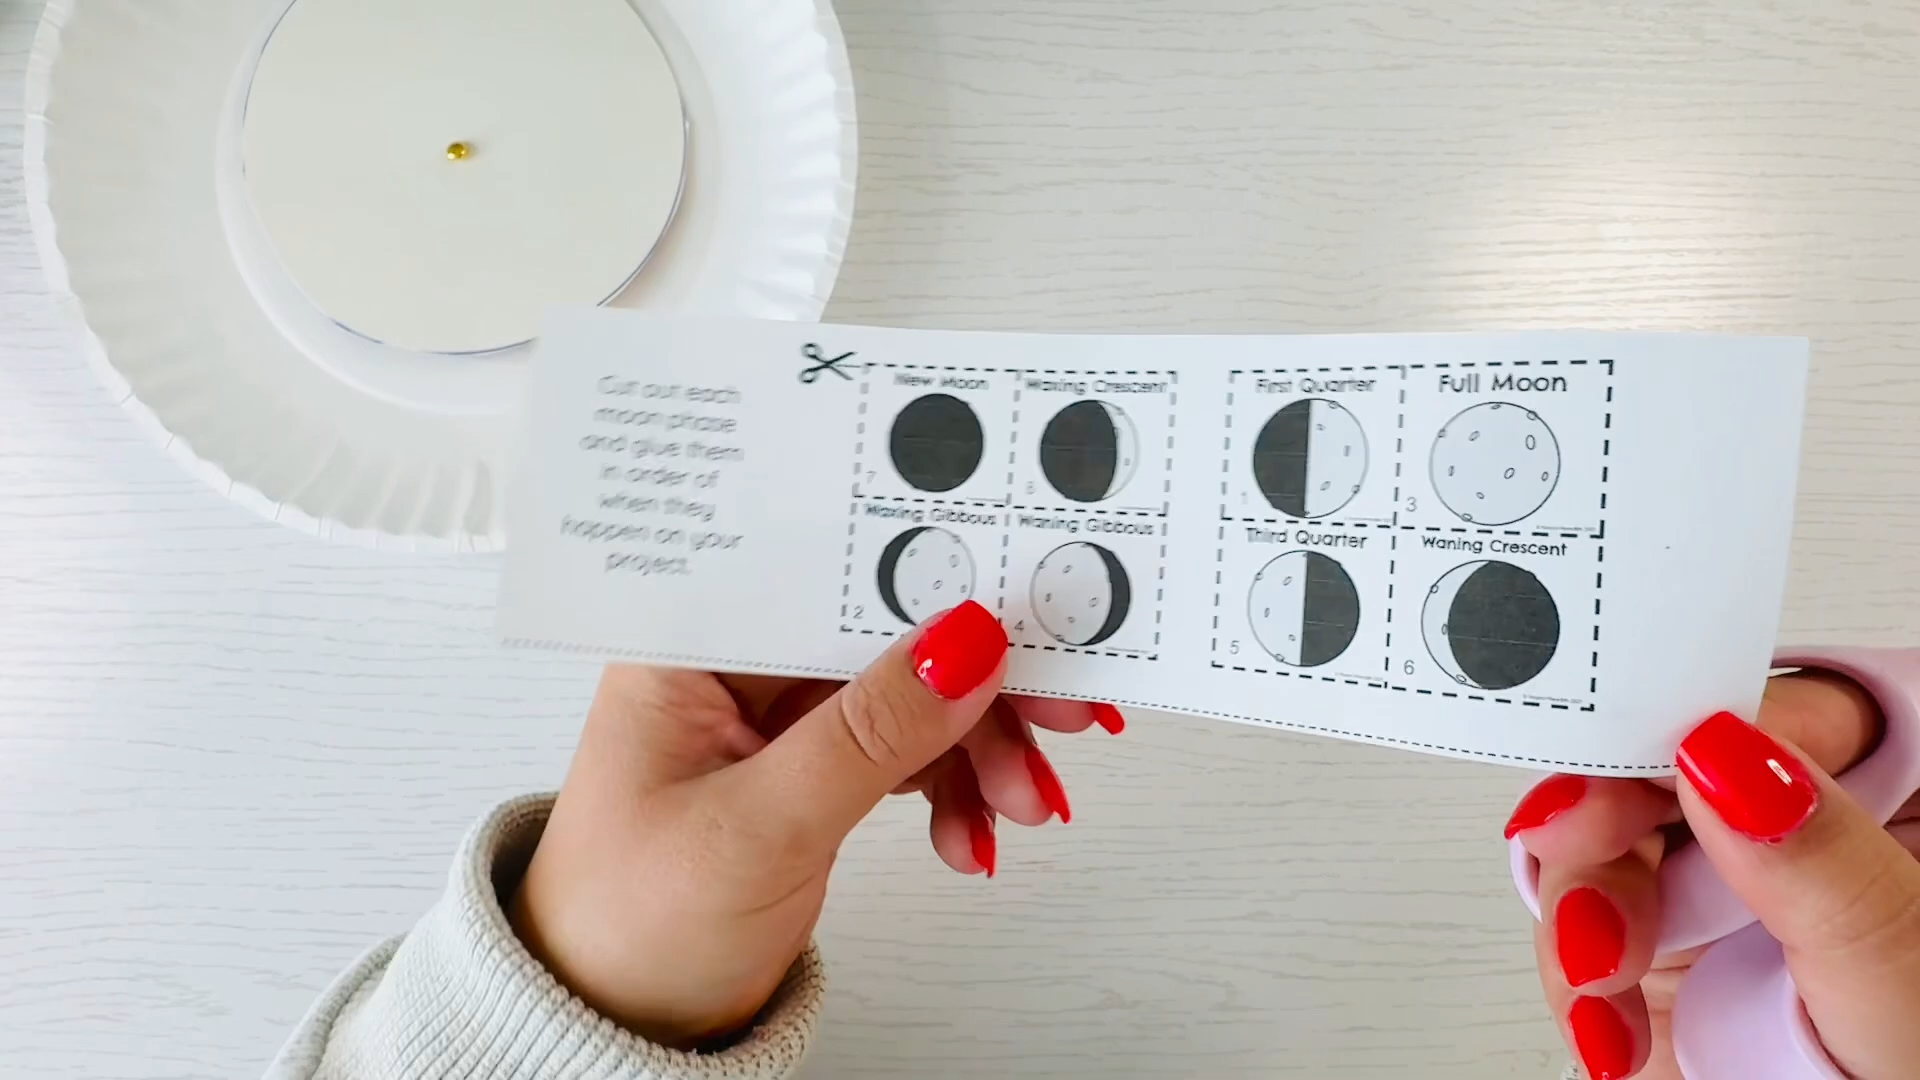 Cut out each
moon phase
and glue them
in order of
when they
happen on your
project.
New Moon
7
Waxing Crescent
8
First Quarter
1
Full Moon
3
Waxing Gibbous
2
Waning Gibbous
4
Third Quarter
5
Waning Crescent
6